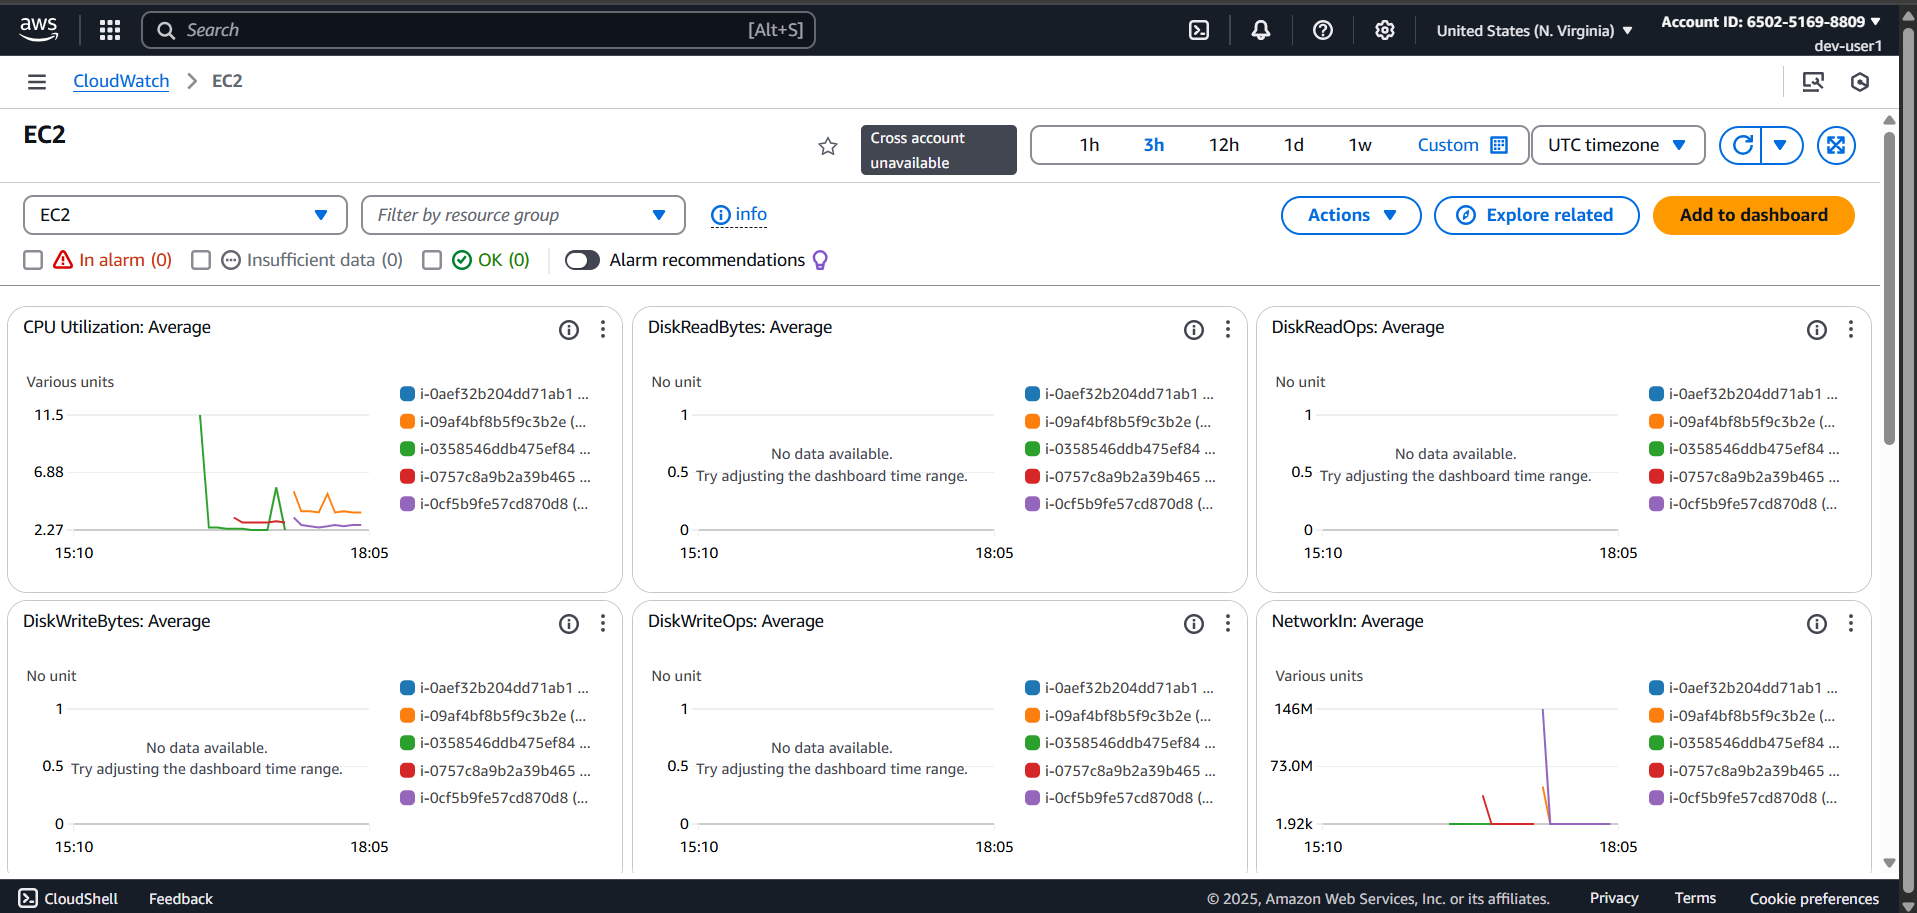 aws
Search
[Alt+S]
United States (N. Virginia)
Account ID: 6502-5169-8809
dev-user1
CloudWatch
EC2
EC2
Cross account
unavailable
1h
3h
12h
1d
1w
Custom
UTC timezone
EC2
Filter by resource group
info
Actions
Explore related
Add to dashboard
In alarm (0)
Insufficient data (0)
OK (0)
Alarm recommendations
CPU Utilization: Average
Various units
11.5
6.88
2.27
15:10
18:05
i-0aef32b204dd71ab1 ...
i-09af4bf8b5f9c3b2e (...
i-0358546ddb475ef84 ...
i-0757c8a9b2a39b465 ...
i-0cf5b9fe57cd870d8 (...
DiskReadBytes: Average
No unit
1
0.5
0
No data available.
Try adjusting the dashboard time range.
15:10
18:05
i-0aef32b204dd71ab1 ...
i-09af4bf8b5f9c3b2e (...
i-0358546ddb475ef84 ...
i-0757c8a9b2a39b465 ...
i-0cf5b9fe57cd870d8 (...
DiskReadOps: Average
No unit
1
0.5
0
No data available.
Try adjusting the dashboard time range.
15:10
18:05
i-0aef32b204dd71ab1 ...
i-09af4bf8b5f9c3b2e (...
i-0358546ddb475ef84 ...
i-0757c8a9b2a39b465 ...
i-0cf5b9fe57cd870d8 (...
DiskWriteBytes: Average
No unit
1
0.5
0
No data available.
Try adjusting the dashboard time range.
15:10
18:05
i-0aef32b204dd71ab1 ...
i-09af4bf8b5f9c3b2e (...
i-0358546ddb475ef84 ...
i-0757c8a9b2a39b465 ...
i-0cf5b9fe57cd870d8 (...
DiskWriteOps: Average
No unit
1
0.5
0
No data available.
Try adjusting the dashboard time range.
15:10
18:05
i-0aef32b204dd71ab1 ...
i-09af4bf8b5f9c3b2e (...
i-0358546ddb475ef84 ...
i-0757c8a9b2a39b465 ...
i-0cf5b9fe57cd870d8 (...
NetworkIn: Average
Various units
146M
73.0M
1.92k
15:10
18:05
i-0aef32b204dd71ab1 ...
i-09af4bf8b5f9c3b2e (...
i-0358546ddb475ef84 ...
i-0757c8a9b2a39b465 ...
i-0cf5b9fe57cd870d8 (...
CloudShell
Feedback
© 2025, Amazon Web Services, Inc. or its affiliates.
Privacy
Terms
Cookie preferences